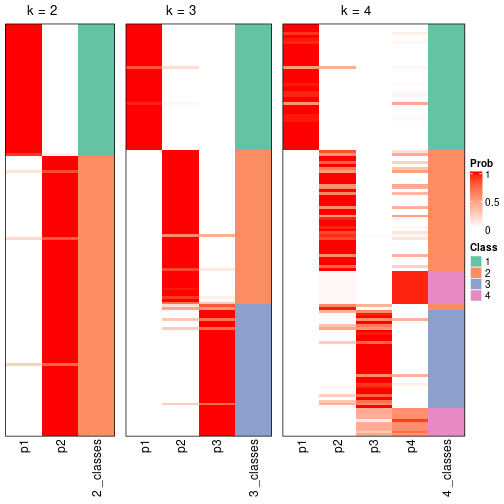 k = 2
k = 3
k = 4
Prob
1
0.5
0
Class
1
2
3
4
p1
p2
2_classes
p1
p2
p3
3_classes
p1
p2
p3
p4
4_classes